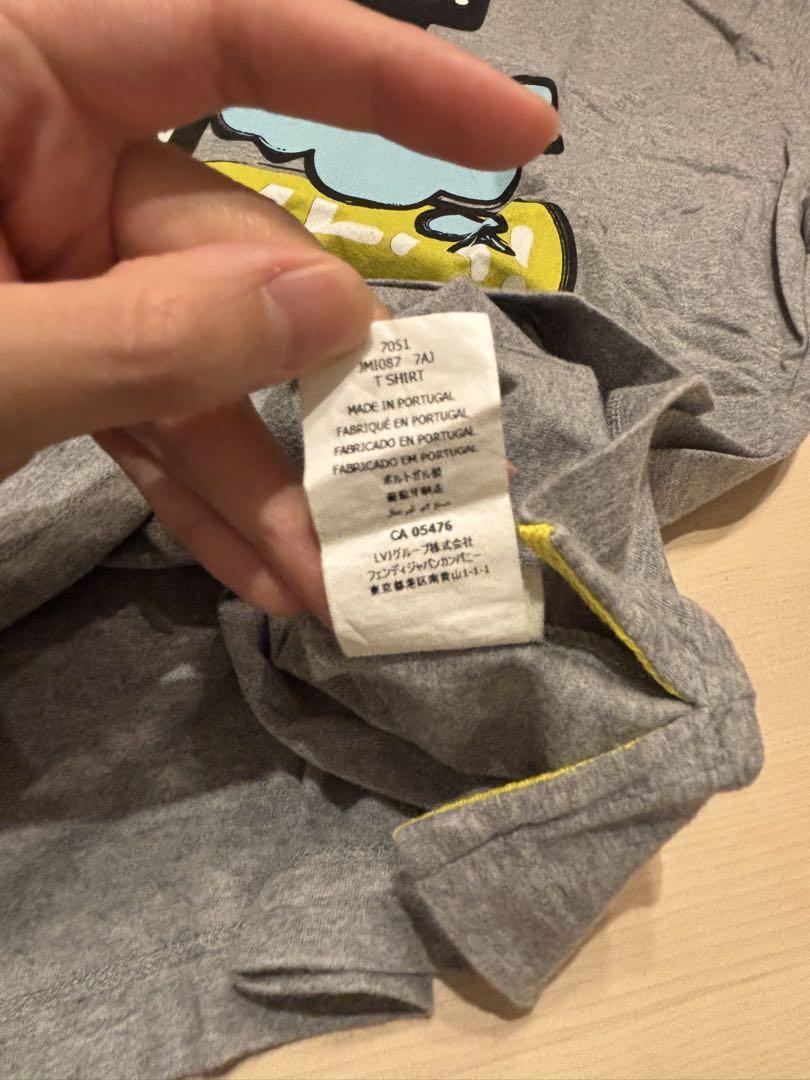 7051
JMI087 7AJ
T SHIRT
MADE IN PORTUGAL
FABRIQUÉ EN PORTUGAL
FABRICADO EN PORTUGAL
FABRICADO EM PORTUGAL
ポルトガル製
葡萄牙制造
CA 05476
LVJグループ株式会社
フェンディジャパンカンパニー
東京都港区南青山1-1-1